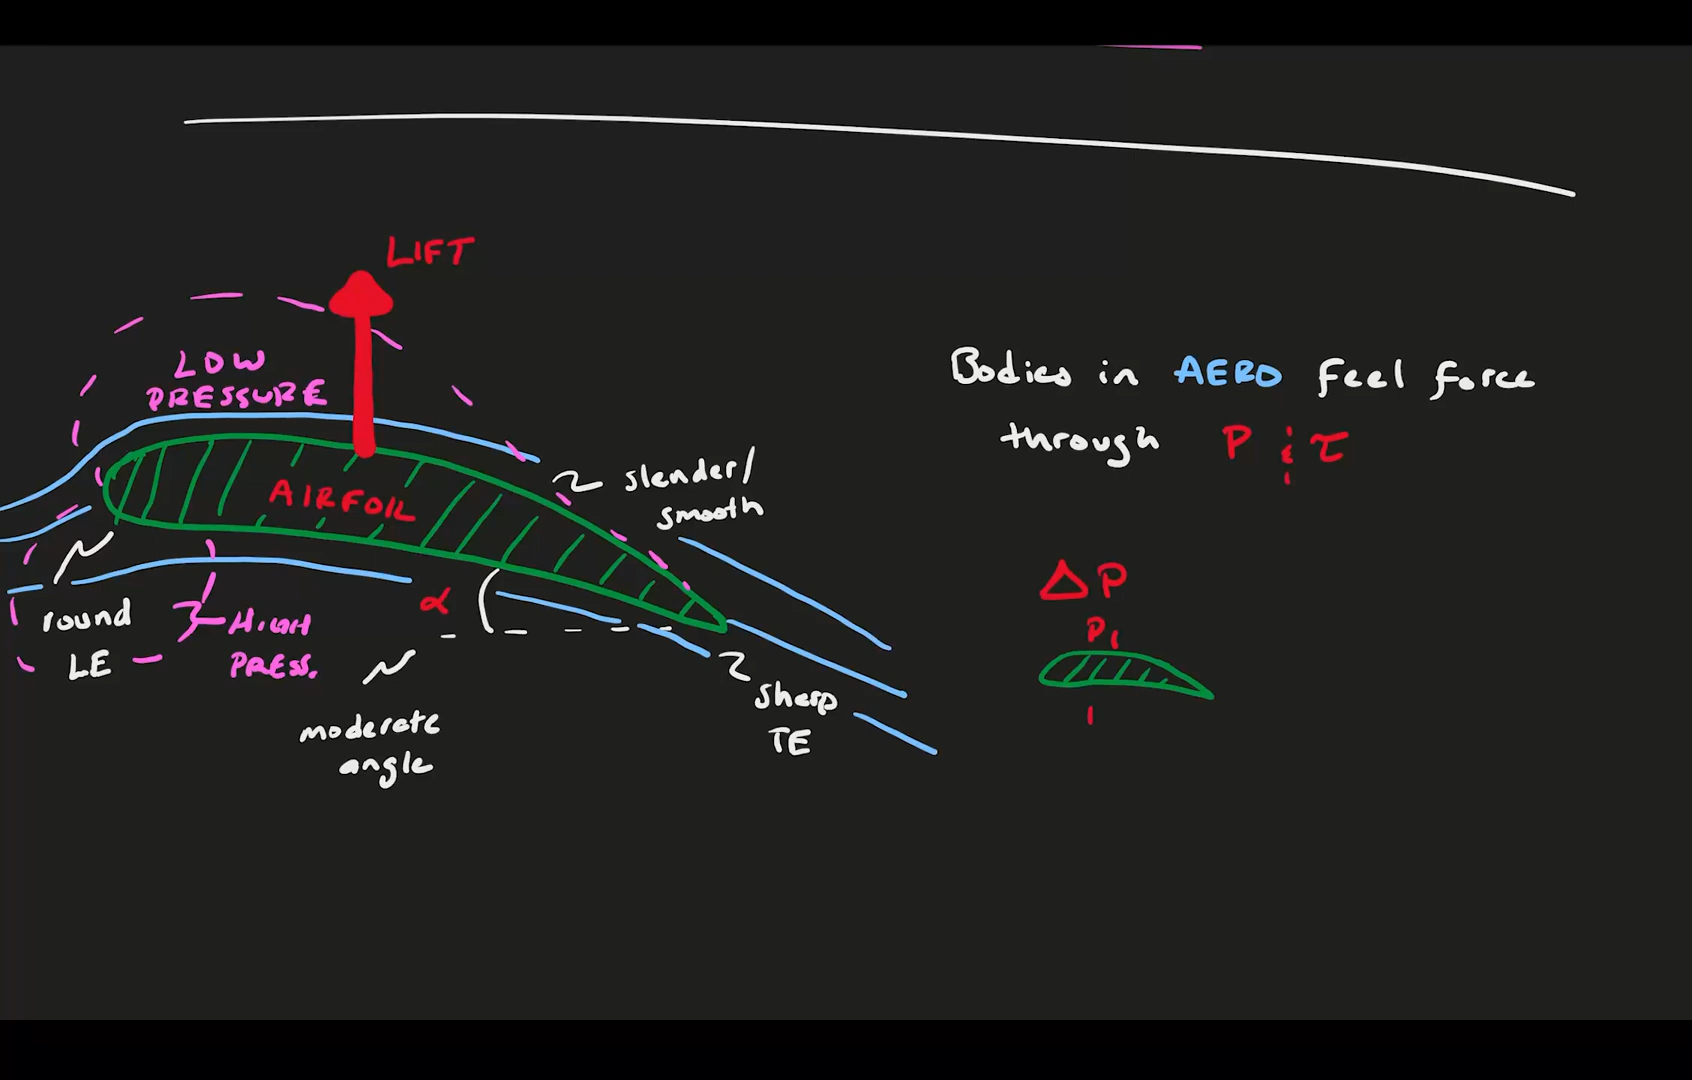 LIFT
LOW
PRESSURE
AIRFOIL
slender/
smooth
α
round
LE
HIGH
PRESS.
moderate
angle
sharp
TE
Bodies in AERO feel force
through P & τ
ΔP
P1